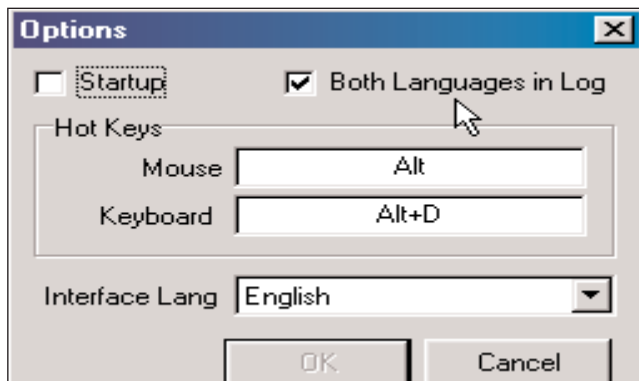 Options
Startup
Both Languages in Log
Hot Keys
Mouse Alt
Keyboard Alt+D
Interface Lang English
OK Cancel